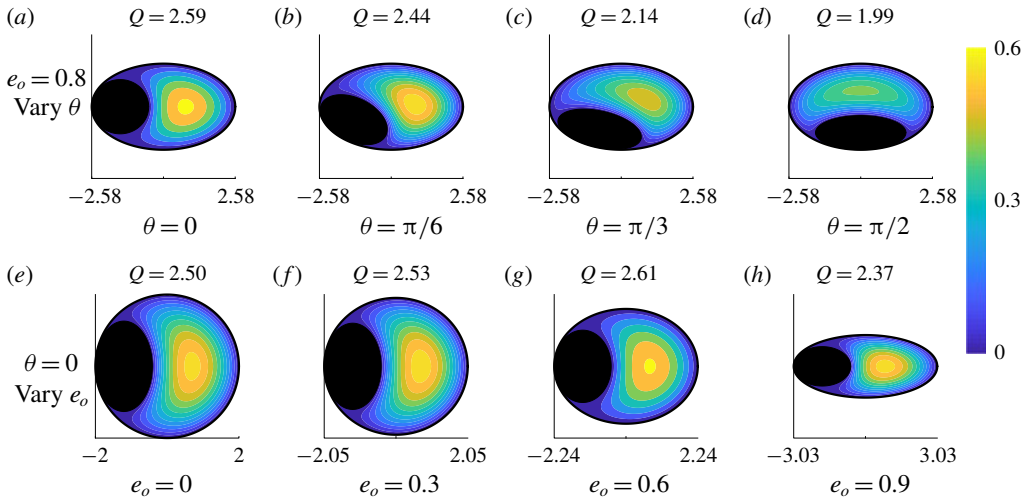 (a) Q = 2.59 (b) Q = 2.44 (c) Q = 2.14 (d) Q = 1.99
e_o = 0.8
Vary θ
0.6
0.3
0
−2.58 2.58 −2.58 2.58 −2.58 2.58 −2.58 2.58
θ = 0 θ = π/6 θ = π/3 θ = π/2
(e) Q = 2.50 (f) Q = 2.53 (g) Q = 2.61 (h) Q = 2.37
θ = 0
Vary e_o
−2 2 −2.05 2.05 −2.24 2.24 −3.03 3.03
e_o = 0 e_o = 0.3 e_o = 0.6 e_o = 0.9